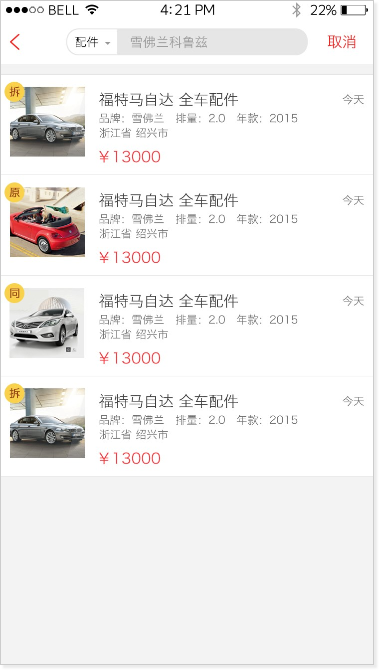 BELL 4:21 PM 22%
配件 雪佛兰科鲁兹 取消
拆
福特马自达 全车配件 今天
品牌：雪佛兰 排量：2.0 年款：2015
浙江省 绍兴市
￥13000
原
福特马自达 全车配件 今天
品牌：雪佛兰 排量：2.0 年款：2015
浙江省 绍兴市
￥13000
同
福特马自达 全车配件 今天
品牌：雪佛兰 排量：2.0 年款：2015
浙江省 绍兴市
￥13000
拆
福特马自达 全车配件 今天
品牌：雪佛兰 排量：2.0 年款：2015
浙江省 绍兴市
￥13000